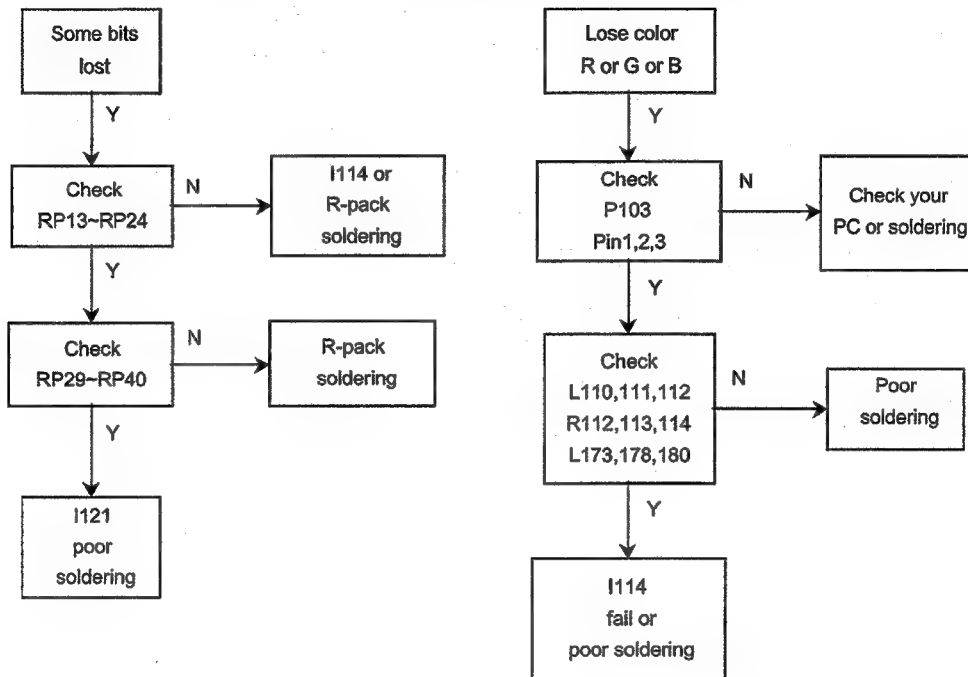 Some bits
lost
Y
Check
RP13~RP24
N
I114 or
R-pack
soldering
Y
Check
RP29~RP40
N
R-pack
soldering
Y
I121
poor
soldering
Lose color
R or G or B
Y
Check
P103
Pin1,2,3
N
Check your
PC or soldering
Y
Check
L110,111,112
R112,113,114
L173,178,180
N
Poor
soldering
Y
I114
fail or
poor soldering